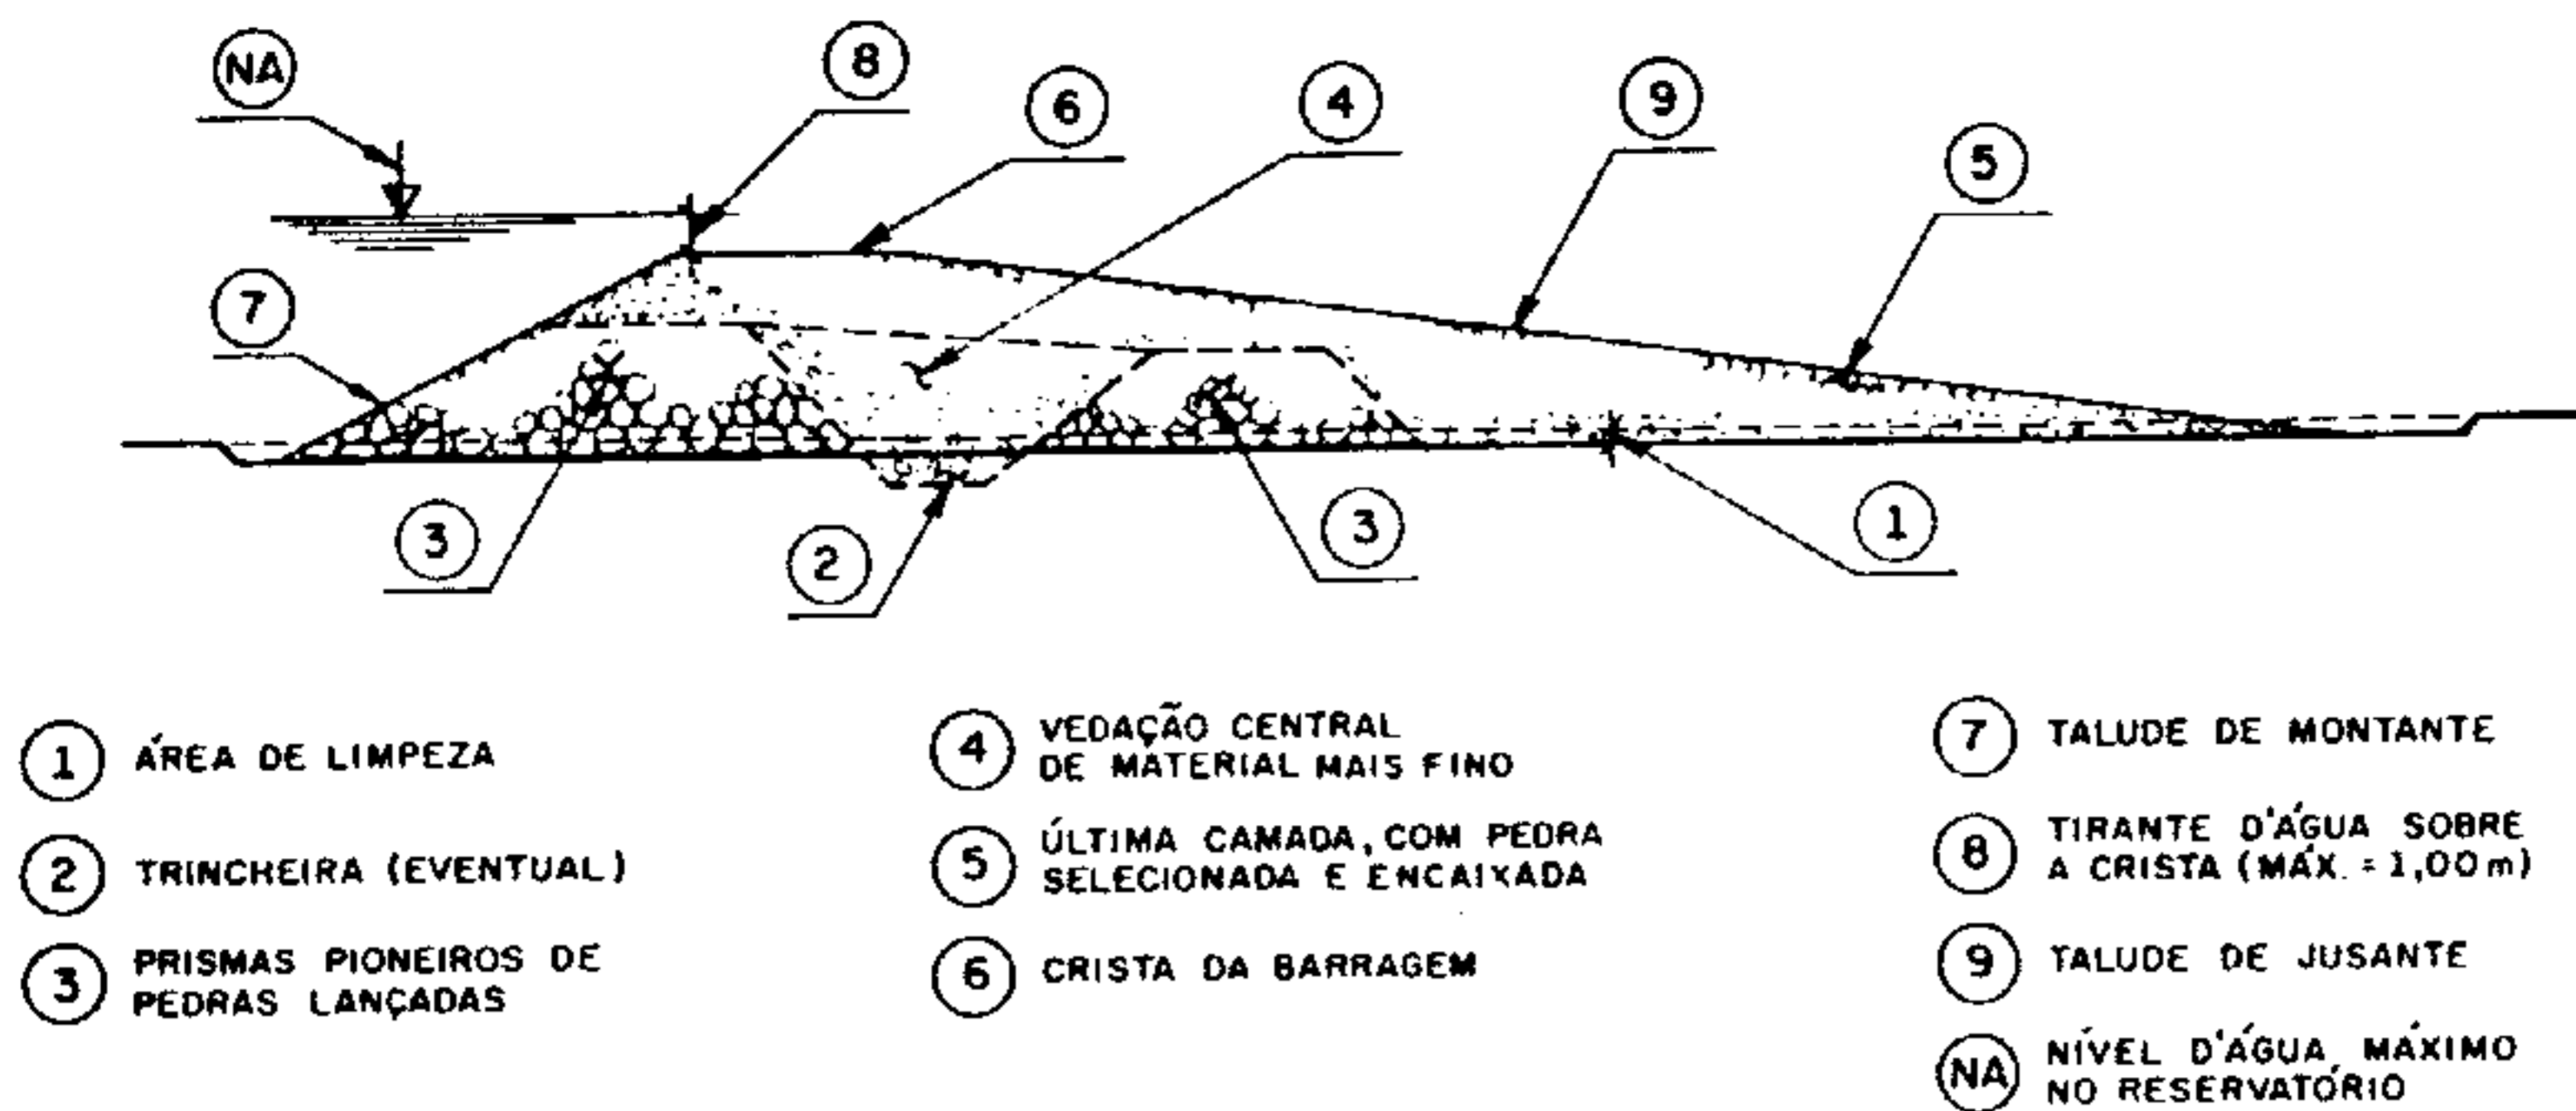 NA
8
6
4
9
5
7
3
2
3
1
1 ÁREA DE LIMPEZA
2 TRINCHEIRA (EVENTUAL)
3 PRISMAS PIONEIROS DE
PEDRAS LANÇADAS
4 VEDAÇÃO CENTRAL
DE MATERIAL MAIS FINO
5 ÚLTIMA CAMADA, COM PEDRA
SELECIONADA E ENCAIXADA
6 CRISTA DA BARRAGEM
7 TALUDE DE MONTANTE
8 TIRANTE D'ÁGUA SOBRE
A CRISTA (MÁX. = 1,00 m)
9 TALUDE DE JUSANTE
NA NÍVEL D'ÁGUA MÁXIMO
NO RESERVATÓRIO